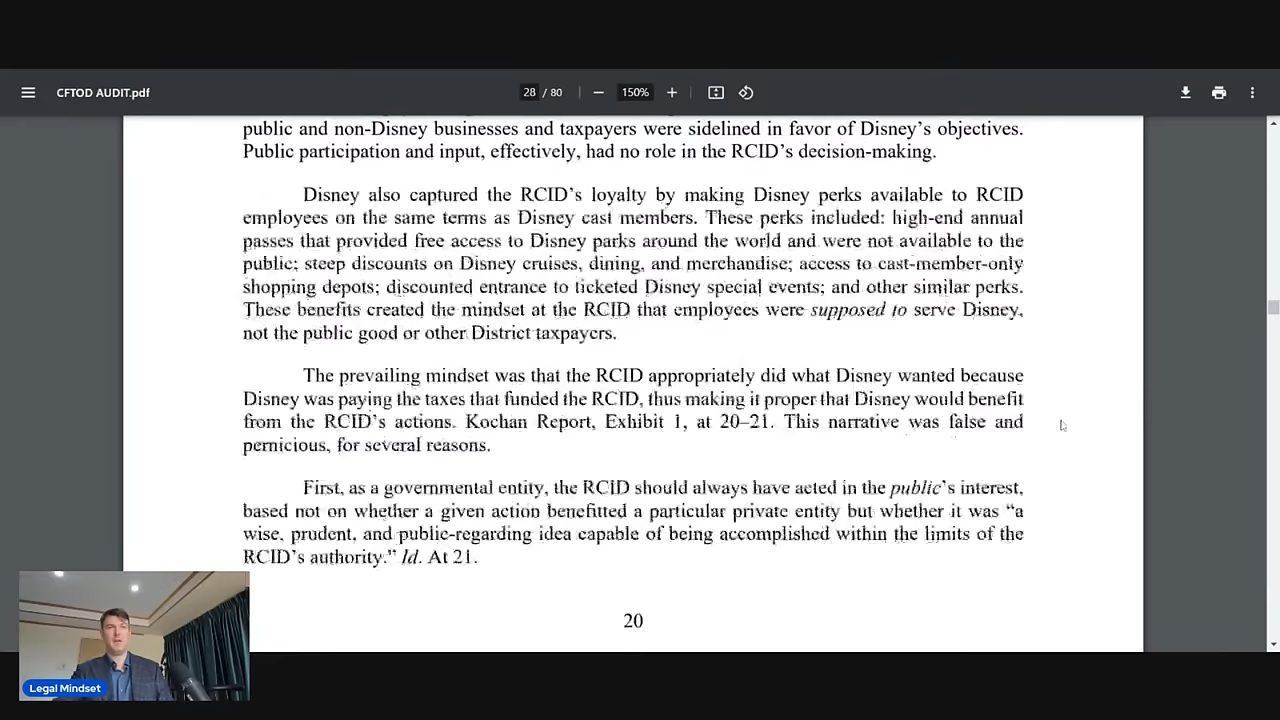 CFTOD AUDIT.pdf
28 / 80
150%
public and non-Disney businesses and taxpayers were sidelined in favor of Disney's objectives.
Public participation and input, effectively, had no role in the RCID's decision-making.
Disney also captured the RCID's loyalty by making Disney perks available to RCID
employees on the same terms as Disney cast members. These perks included: high-end annual
passes that provided free access to Disney parks around the world and were not available to the
public; steep discounts on Disney cruises, dining, and merchandise; access to cast-member-only
shopping depots; discounted entrance to ticketed Disney special events; and other similar perks.
These benefits created the mindset at the RCID that employees were supposed to serve Disney,
not the public good or other District taxpayers.
The prevailing mindset was that the RCID appropriately did what Disney wanted because
Disney was paying the taxes that funded the RCID, thus making it proper that Disney would benefit
from the RCID's actions. Kochan Report, Exhibit 1, at 20–21. This narrative was false and
pernicious, for several reasons.
First, as a governmental entity, the RCID should always have acted in the public's interest,
based not on whether a given action benefitted a particular private entity but whether it was "a
wise, prudent, and public-regarding idea capable of being accomplished within the limits of the
RCID's authority." Id. At 21.
20
Legal Mindset